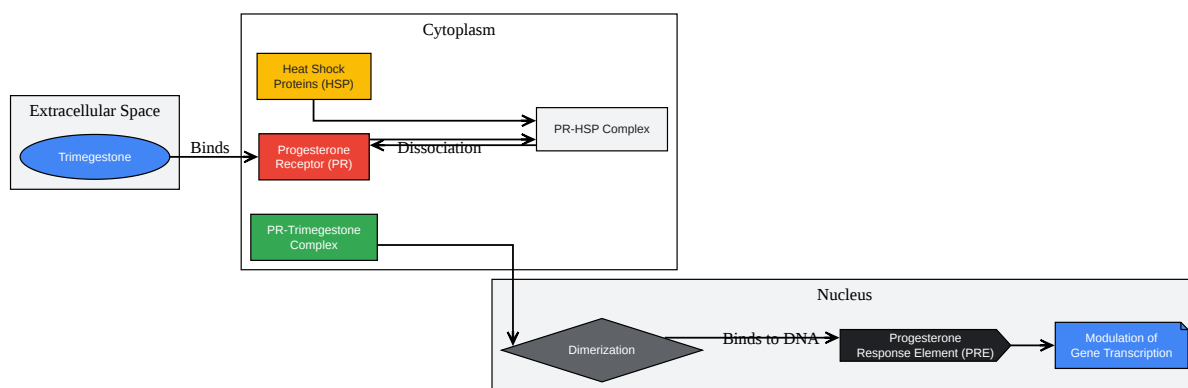 Cytoplasm
Heat Shock
Proteins (HSP)
Extracellular Space
PR-HSP Complex
Trimegestone
Binds
Progesterone
Receptor (PR)
Dissociation
PR-Trimegestone
Complex
Nucleus
Dimerization
Binds to DNA
Progesterone
Response Element (PRE)
Modulation of
Gene Transcription